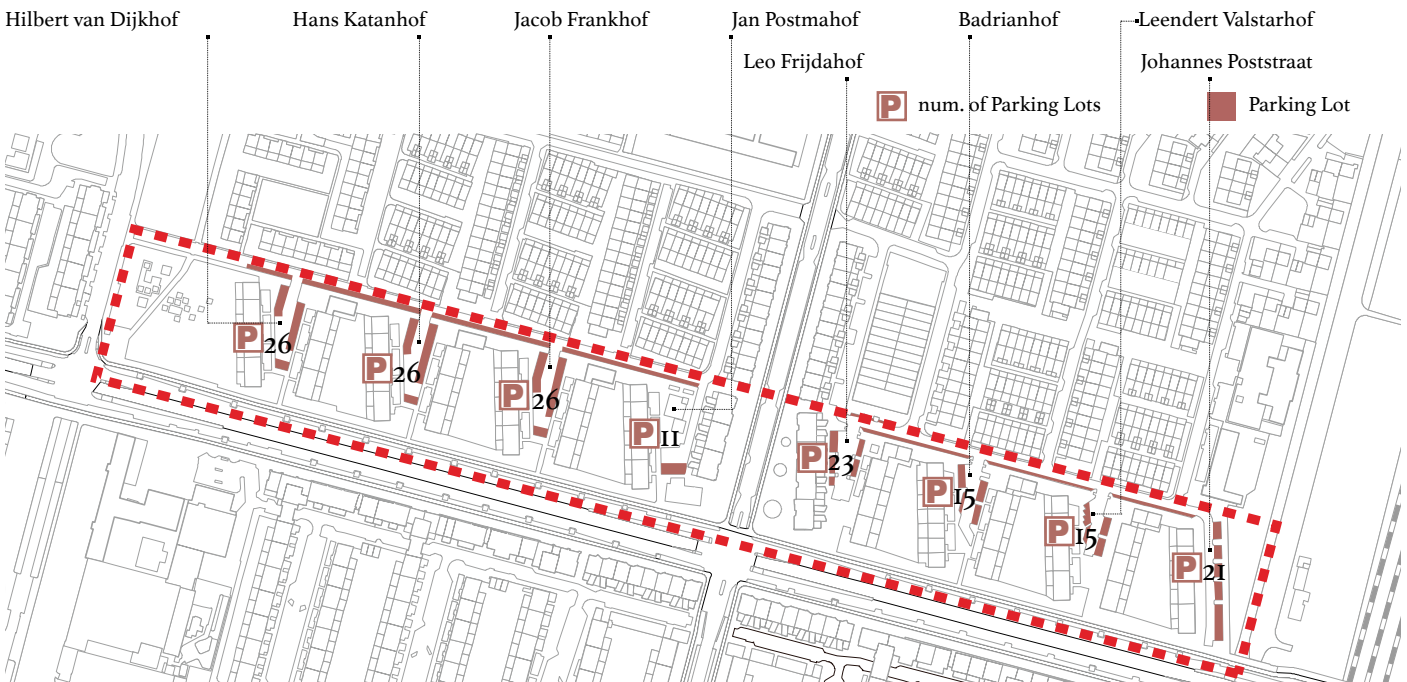 Hilbert van Dijkhof
Hans Katanhof
Jacob Frankhof
Jan Postmahof
Badrianhof
Leendert Valstarhof
Leo Frijdahof
Johannes Poststraat
P num. of Parking Lots
Parking Lot
P 26
P 26
P 26
P 11
P 23
P 15
P 15
P 21